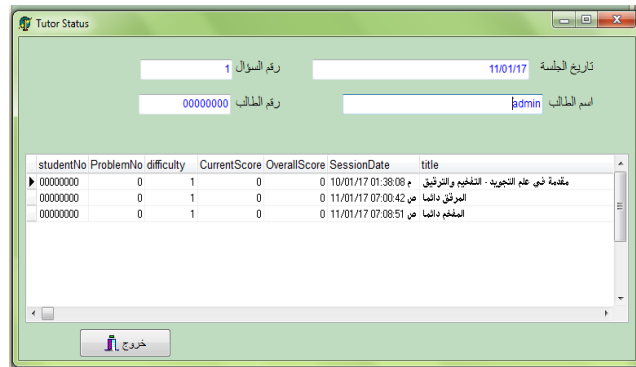 Tutor Status
تاريخ الجلسة 11/01/17 رقم السؤال 1
اسم الطالب admin رقم الطالب 00000000
studentNo ProblemNo difficulty CurrentScore OverallScore SessionDate title
00000000 0 1 0 0 10/01/17 01:38:08 م مقدمة في علم التجويد - التفخيم والترقيق
00000000 0 1 0 0 11/01/17 07:00:42 ص المرقق دائما
00000000 0 1 0 0 11/01/17 07:08:51 ص المفخم دائما
خروج